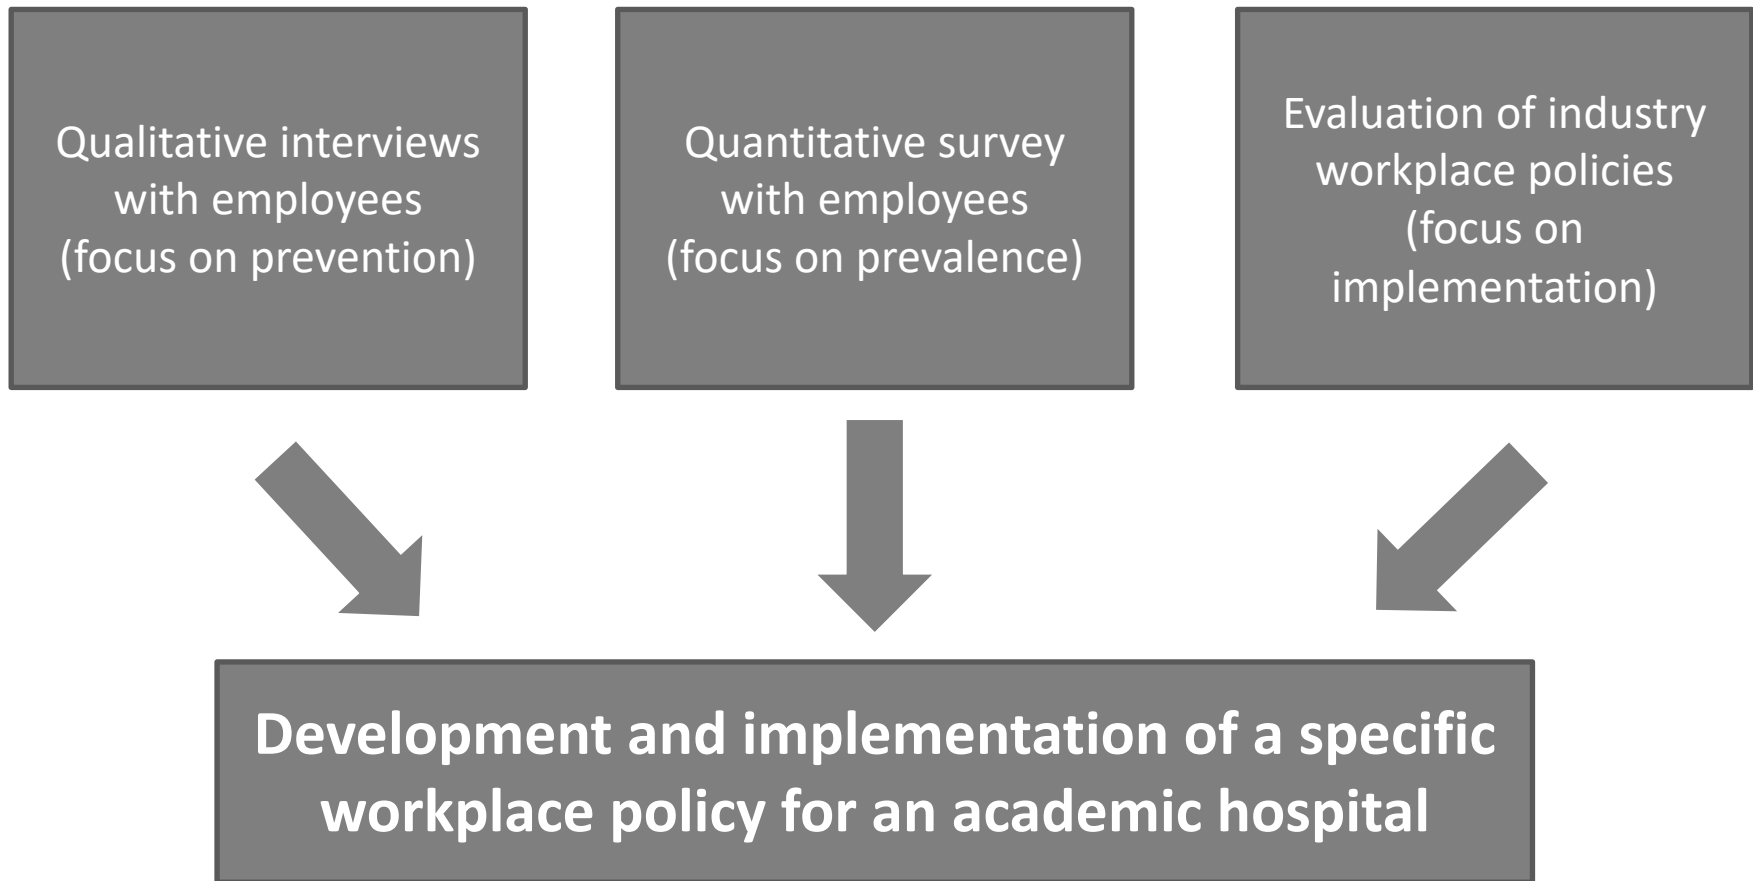 Qualitative interviews
with employees
(focus on prevention)
Quantitative survey
with employees
(focus on prevalence)
Evaluation of industry
workplace policies
(focus on
implementation)
Development and implementation of a specific
workplace policy for an academic hospital